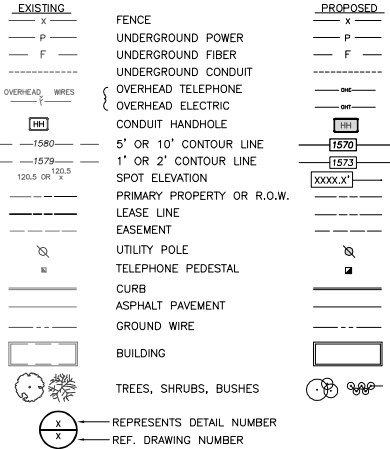 EXISTING PROPOSED
x FENCE x
P UNDERGROUND POWER P
F UNDERGROUND FIBER F
UNDERGROUND CONDUIT
OVERHEAD WIRES OVERHEAD TELEPHONE OHE
T OVERHEAD ELECTRIC OHT
HH CONDUIT HANDHOLE HH
1580 5' OR 10' CONTOUR LINE 1570
1579 1' OR 2' CONTOUR LINE 1573
120.5 OR 120.5 x SPOT ELEVATION XXXX.X'
PRIMARY PROPERTY OR R.O.W.
LEASE LINE
EASEMENT
UTILITY POLE
TELEPHONE PEDESTAL
CURB
ASPHALT PAVEMENT
GROUND WIRE
BUILDING
TREES, SHRUBS, BUSHES
X REPRESENTS DETAIL NUMBER
X REF. DRAWING NUMBER